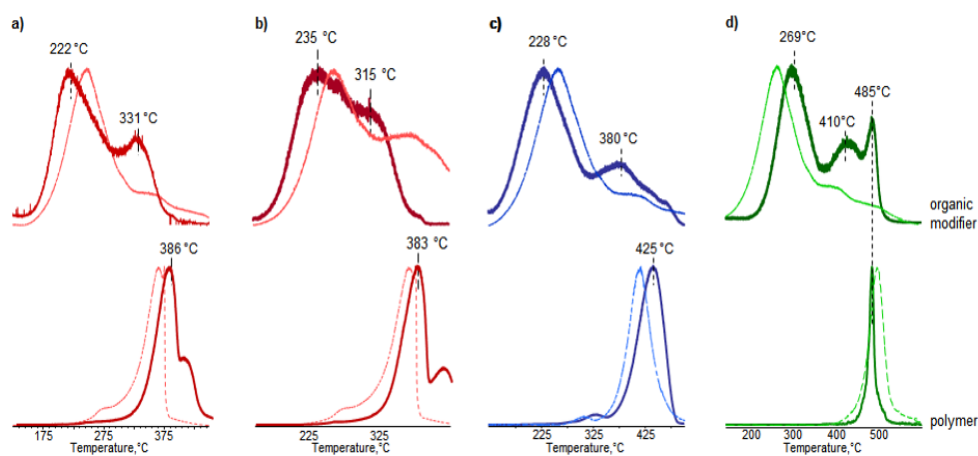 a)
b)
c)
d)
222 °C
331 °C
235 °C
315 °C
228 °C
380 °C
269 °C
410°C
485°C
organic
modifier
386 °C
383 °C
425 °C
polymer
175 275 375
225 325
225 325 425
200 300 400 500
Temperature,°C
Temperature,°C
Temperature,°C
Temperature,°C